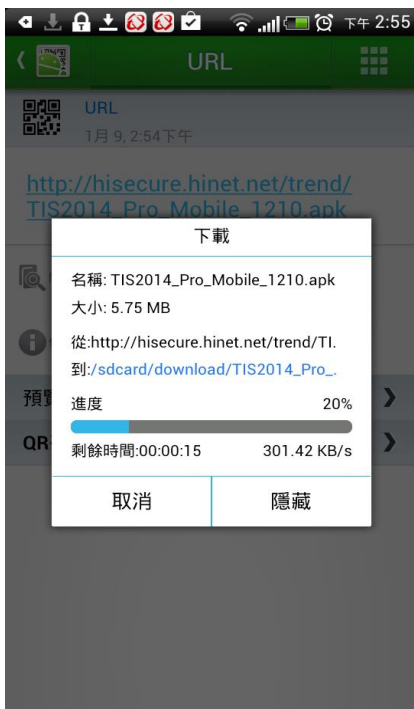 下午 2:55
URL
URL
1月 9, 2:54下午
http://hisecure.hinet.net/trend/
TIS2014_Pro_Mobile_1210.apk
下載
名稱: TIS2014_Pro_Mobile_1210.apk
大小: 5.75 MB
從:http://hisecure.hinet.net/trend/TI.
到:/sdcard/download/TIS2014_Pro_.
預覽
進度 20%
QR
剩餘時間:00:00:15 301.42 KB/s
取消 隱藏